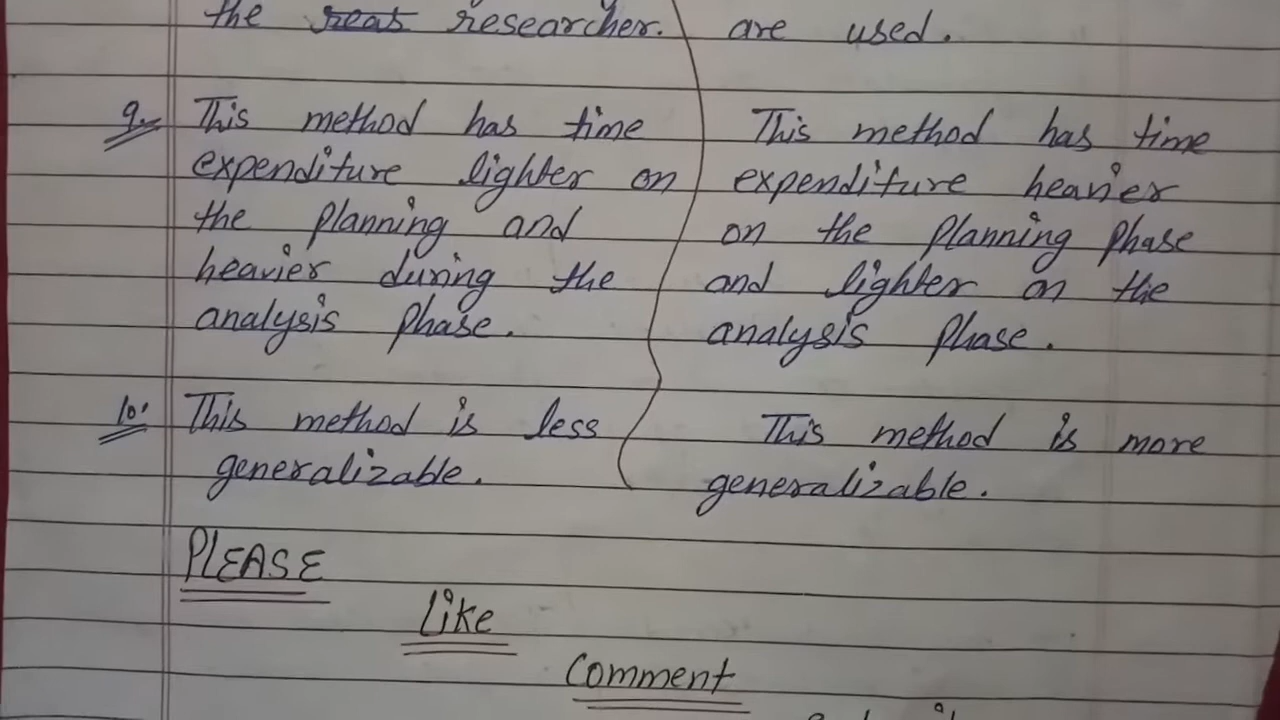 the reas researcher.
are used.
9. This method has time
expenditure lighter on
the planning and
heavier during the
analysis phase.
This method has time
expenditure heavier
on the planning phase
and lighter on the
analysis phase.
10. This method is less
generalizable.
This method is more
generalizable.
PLEASE
Like
Comment